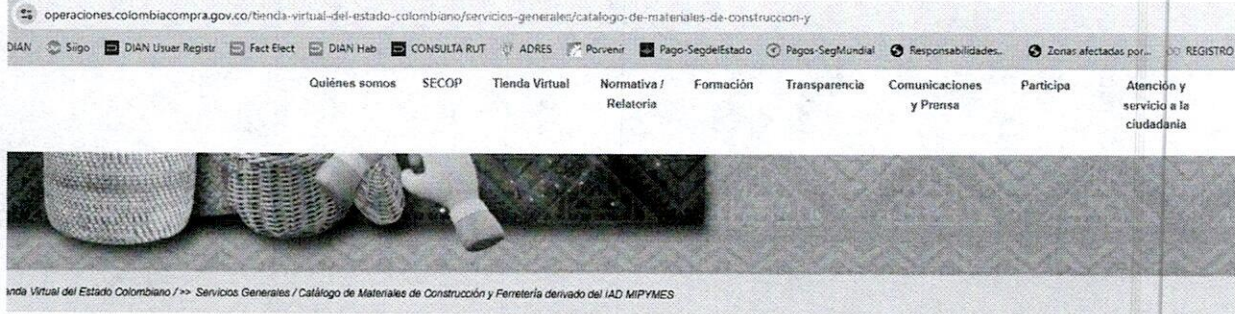 operaciones.colombiacompra.gov.co/tienda-virtual-del-estado-colombiano/servicios-generales/catalogo-de-materiales-de-construccion-y
DIAN Siigo DIAN Usuar Registr Fact Elect DIAN Hab CONSULTA RUT ADRES Porvenir Pago-SegdelEstado Pagos-SegMundial Responsabilidades... Zonas afectadas por... REGISTRO
Quiénes somos SECOP Tienda Virtual Normativa / Formación Transparencia Comunicaciones Participa Atención y
Relatoria y Prensa servicio a la
ciudadanía
anda Virtual del Estado Colombiano / >> Servicios Generales / Catálogo de Materiales de Construcción y Ferretería derivado del IAD MIPYMES